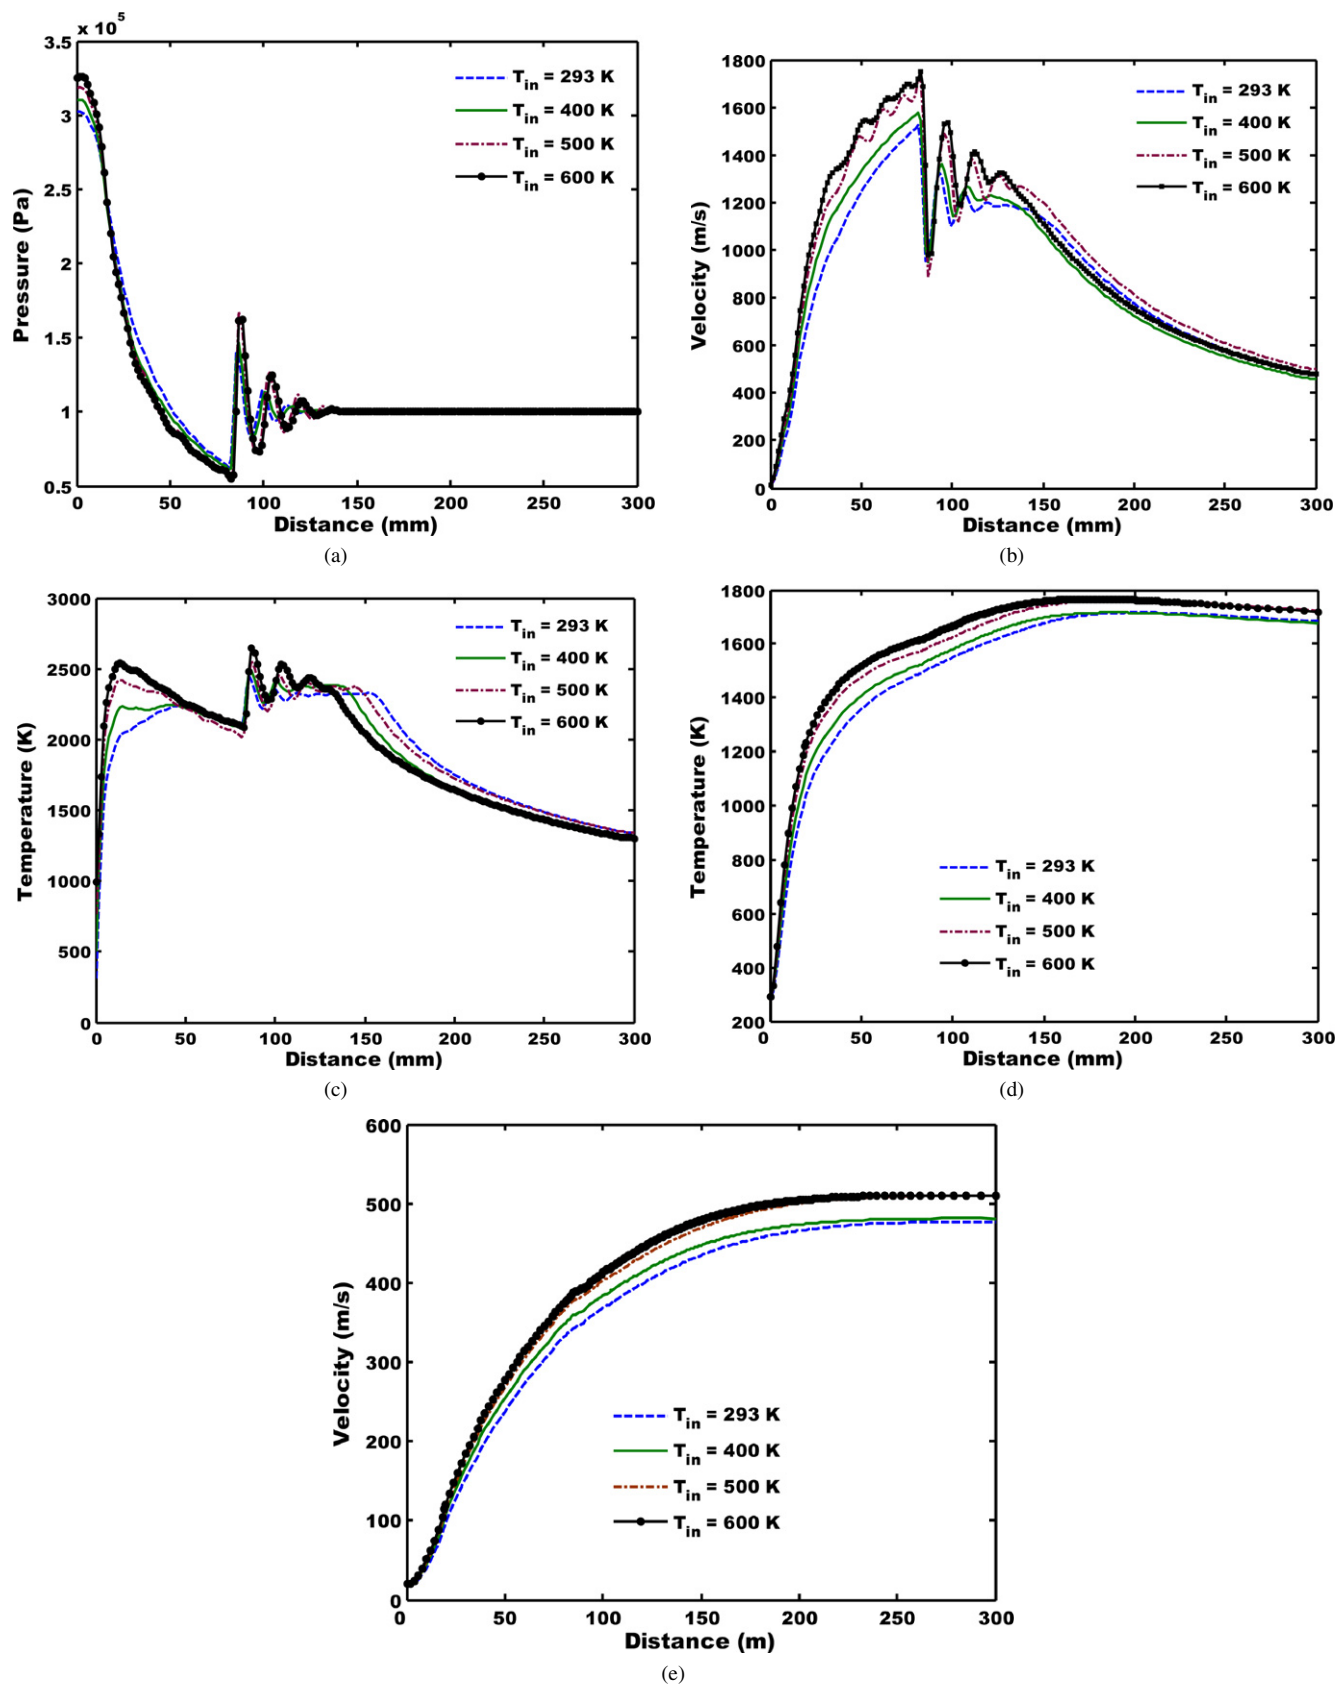 x 10^5
3.5
3
2.5
2
1.5
1
0.5
0 50 100 150 200 250 300
Pressure (Pa)
Distance (mm)
T_in = 293 K
T_in = 400 K
T_in = 500 K
T_in = 600 K
(a)
1800
1600
1400
1200
1000
800
600
400
200
0
0 50 100 150 200 250 300
Velocity (m/s)
Distance (mm)
T_in = 293 K
T_in = 400 K
T_in = 500 K
T_in = 600 K
(b)
3000
2500
2000
1500
1000
500
0
0 50 100 150 200 250 300
Temperature (K)
Distance (mm)
T_in = 293 K
T_in = 400 K
T_in = 500 K
T_in = 600 K
(c)
1800
1600
1400
1200
1000
800
600
400
200
0 50 100 150 200 250 300
Temperature (K)
Distance (mm)
T_in = 293 K
T_in = 400 K
T_in = 500 K
T_in = 600 K
(d)
600
500
400
300
200
100
0
0 50 100 150 200 250 300
Velocity (m/s)
Distance (m)
T_in = 293 K
T_in = 400 K
T_in = 500 K
T_in = 600 K
(e)